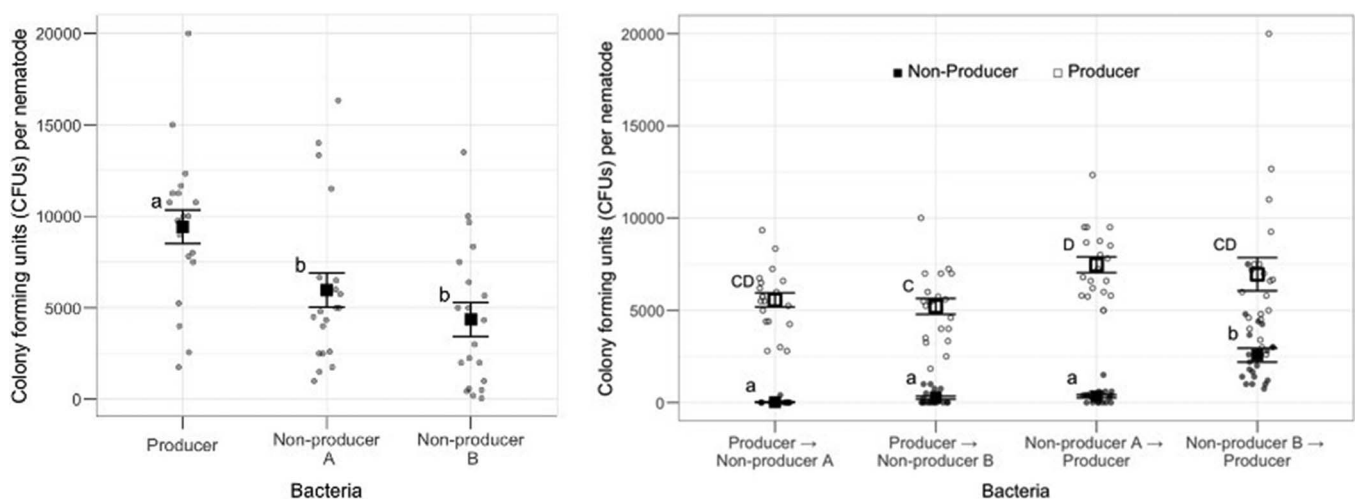 Colony forming units (CFUs) per nematode
20000
15000
10000
5000
0
a
b
b
Producer
Non-producer
A
Non-producer
B
Bacteria
Colony forming units (CFUs) per nematode
20000
15000
10000
5000
0
Non-Producer
Producer
CD
C
D
CD
a
a
a
b
Producer →
Non-producer A
Producer →
Non-producer B
Non-producer A →
Producer
Non-producer B →
Producer
Bacteria